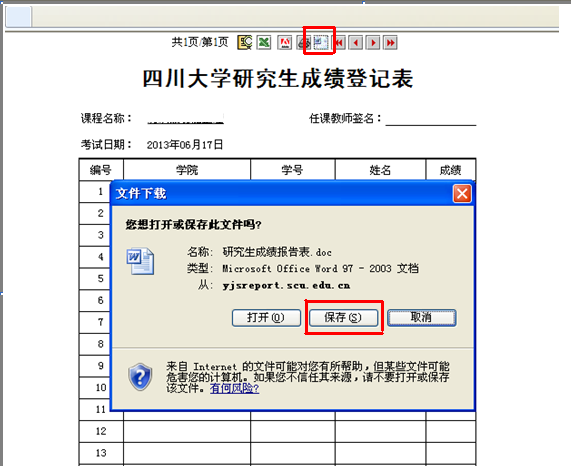 共1页/第1页
四川大学研究生成绩登记表
课程名称： 任课教师签名：
考试日期： 2013年06月17日
编号 学院 学号 姓名 成绩
1
2
3
4
5
6
7
8
9
10
11
12
13
文件下载
您想打开或保存此文件吗?
名称: 研究生成绩报告表.doc
类型: Microsoft Office Word 97 - 2003 文档
从: yjsreport.scu.edu.cn
打开(O) 保存(S) 取消
来自 Internet 的文件可能对您有所帮助，但某些文件可能
危害您的计算机。如果您不信任其来源，请不要打开或保存
该文件。有何风险?